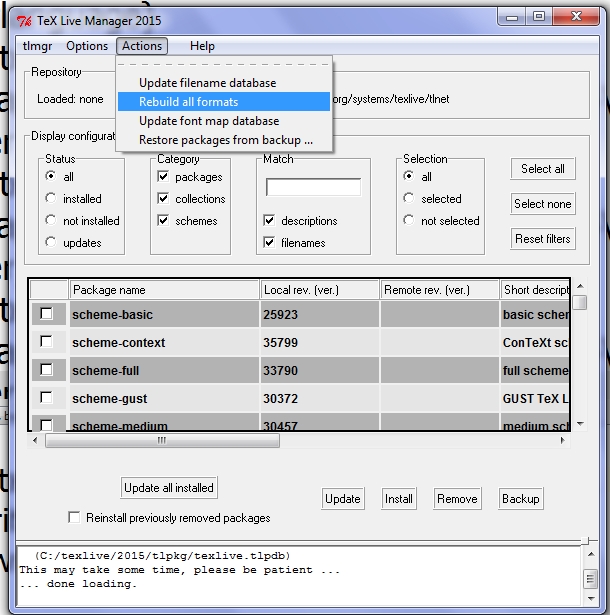 TeX Live Manager 2015
tlmgr Options Actions Help
Update filename database
Rebuild all formats
Update font map database
Restore packages from backup ...
Repository
Loaded: none org/systems/texlive/tlnet
Display configurat
Status Category Match Selection
all packages all Select all
installed collections selected Select none
not installed schemes descriptions not selected
updates filenames Reset filters
Package name Local rev. (ver.) Remote rev. (ver.) Short descript
scheme-basic 25923 basic schem
scheme-context 35799 ConTeXt sc
scheme-full 33790 full scheme
scheme-gust 30372 GUST TeX L
scheme-medium 30457 medium sch
Update all installed Update Install Remove Backup
Reinstall previously removed packages
(C:/texlive/2015/tlpkg/texlive.tlpdb)
This may take some time, please be patient ...
... done loading.